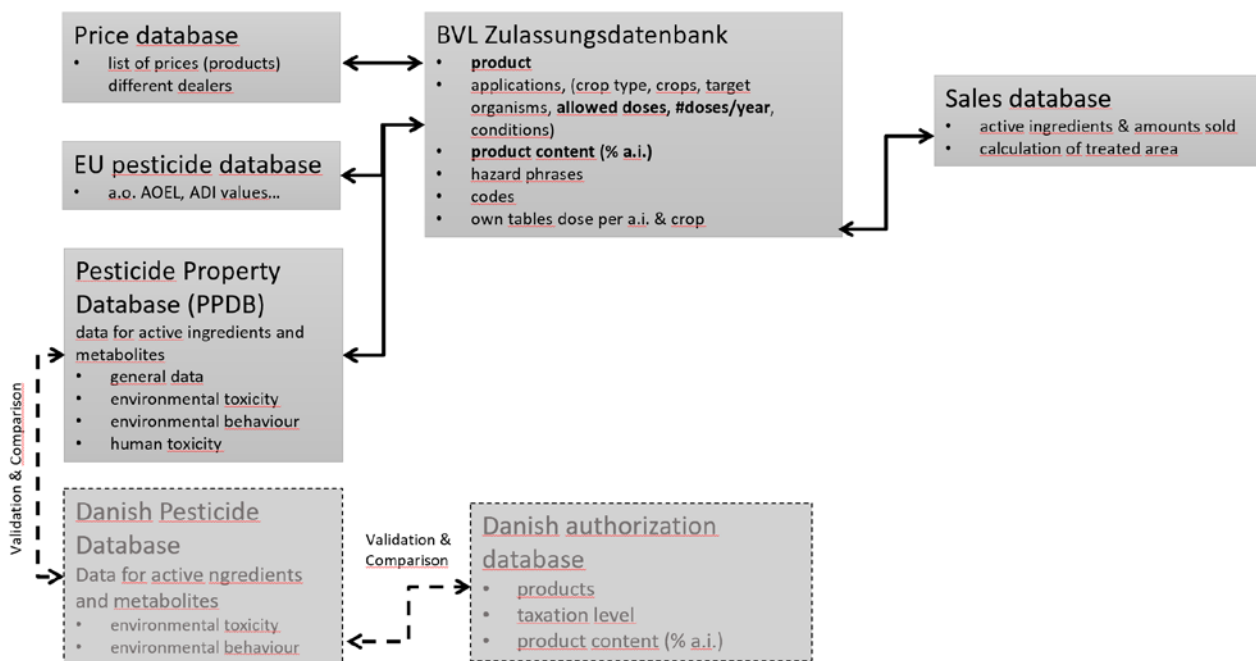 Price database
• list of prices (products)
different dealers
BVL Zulassungsdatenbank
• product
• applications, (crop type, crops, target
organisms, allowed doses, #doses/year,
conditions)
• product content (% a.i.)
• hazard phrases
• codes
• own tables dose per a.i. & crop
Sales database
• active ingredients & amounts sold
• calculation of treated area
EU pesticide database
• a.o. AOEL, ADI values...
Pesticide Property
Database (PPDB)
data for active ingredients and
metabolites
• general data
• environmental toxicity
• environmental behaviour
• human toxicity
Validation & Comparison
Danish Pesticide
Database
Data for active ngredients
and metabolites
• environmental toxicity
• environmental behaviour
Validation &
Comparison
Danish authorization
database
• products
• taxation level
• product content (% a.i.)